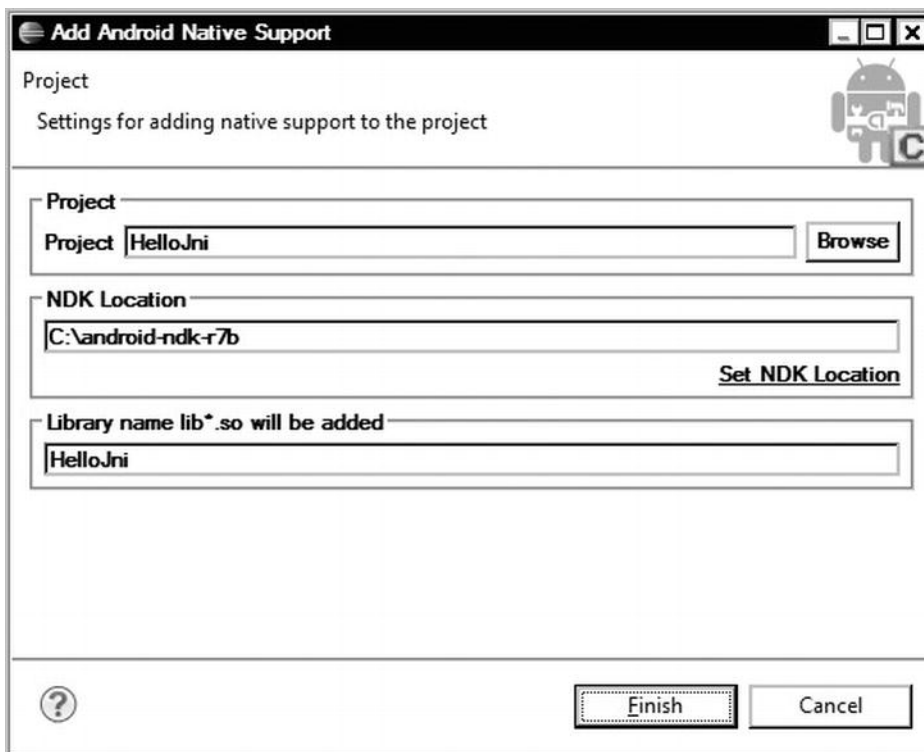 Add Android Native Support
Project
Settings for adding native support to the project
Project
Project HelloJni Browse
NDK Location
C:\android-ndk-r7b
Set NDK Location
Library name lib*.so will be added
HelloJni
? Finish Cancel